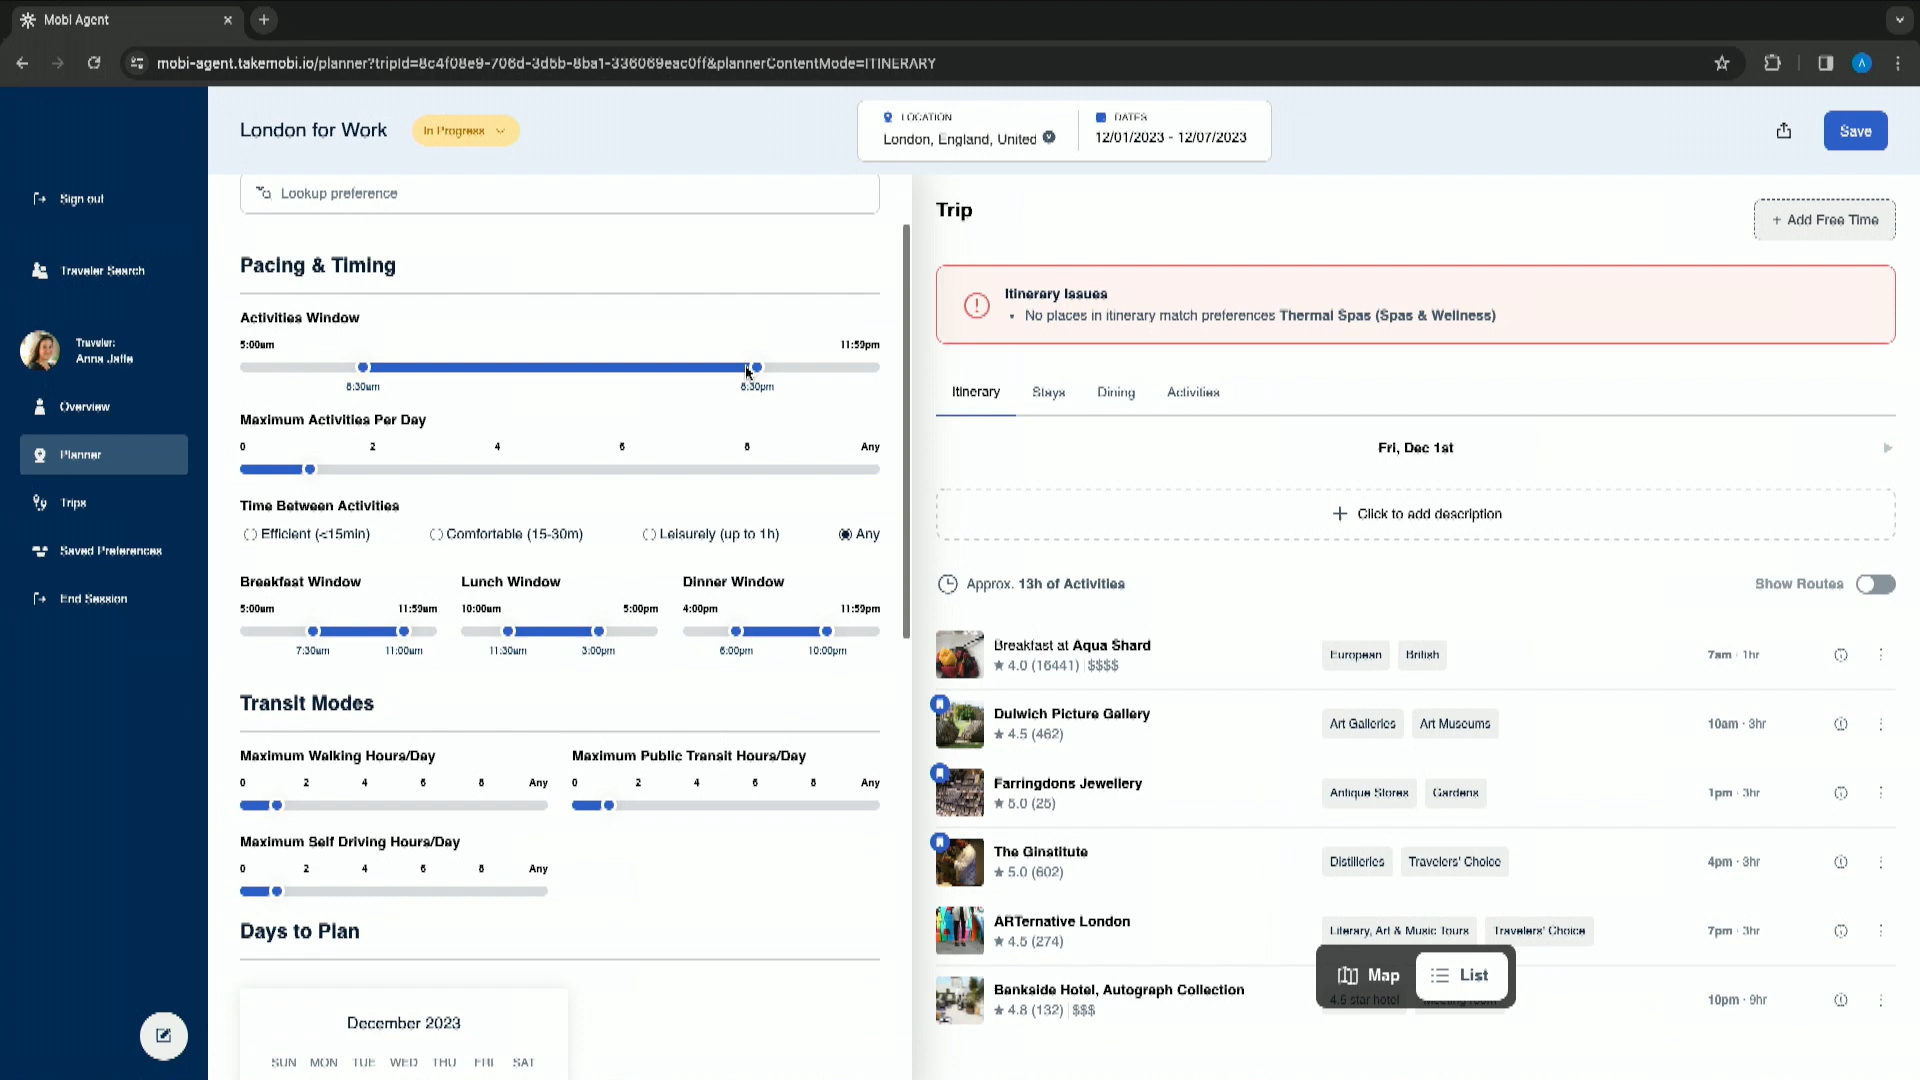 Mobi Agent
mobi-agent.takemobi.io/planner?tripId=8c4f08e9-706d-3d5b-8ba1-336069eac0ff&plannerContentMode=ITINERARY
A
London for Work
In Progress
LOCATION
London, England, United
DATES
12/01/2023 - 12/07/2023
Save
Sign out
Traveler Search
Traveler:
Anna Jaffe
Overview
Planner
Trips
Saved Preferences
End Session
Lookup preference
Pacing & Timing
Activities Window
5:00am 11:59pm
8:30am 8:30pm
Maximum Activities Per Day
0 2 4 6 8 Any
Time Between Activities
Efficient (<15min) Comfortable (15-30m) Leisurely (up to 1h) Any
Breakfast Window Lunch Window Dinner Window
5:00am 11:59am 10:00am 5:00pm 4:00pm 11:59pm
7:30am 11:00am 11:30am 3:00pm 6:00pm 10:00pm
Transit Modes
Maximum Walking Hours/Day Maximum Public Transit Hours/Day
0 2 4 6 8 Any 0 2 4 6 8 Any
Maximum Self Driving Hours/Day
0 2 4 6 8 Any
Days to Plan
December 2023
SUN MON TUE WED THU FRI SAT
Trip
+ Add Free Time
Itinerary Issues
• No places in itinerary match preferences Thermal Spas (Spas & Wellness)
Itinerary Stays Dining Activities
Fri, Dec 1st
+ Click to add description
Approx. 13h of Activities
Show Routes
Breakfast at Aqua Shard
★ 4.0 (16441) $$$$
European British
7am · 1hr
Dulwich Picture Gallery
★ 4.5 (462)
Art Galleries Art Museums
10am · 3hr
Farringdons Jewellery
★ 5.0 (25)
Antique Stores Gardens
1pm · 3hr
The Ginstitute
★ 5.0 (602)
Distilleries Travelers' Choice
4pm · 3hr
ARTernative London
★ 4.5 (274)
Literary, Art & Music Tours Travelers' Choice
7pm · 3hr
Bankside Hotel, Autograph Collection
★ 4.8 (132) $$$
4.5 star hotel Meeting room
10pm · 9hr
Map List